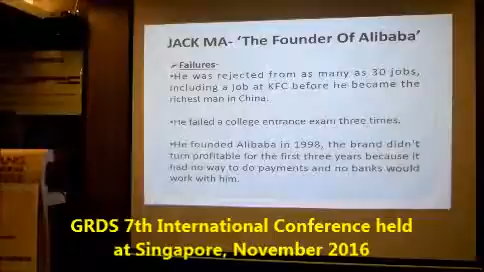 JACK MA- ‘The Founder Of Alibaba’
➢Failures-
•He was rejected from as many as 30 jobs,
including a job at KFC before he became the
richest man in China.
•He failed a college entrance exam three times.
•He founded Alibaba in 1998, the brand didn't
turn profitable for the first three years because it
had no way to do payments and no banks would
work with him.
GRDS 7th International Conference held
at Singapore, November 2016